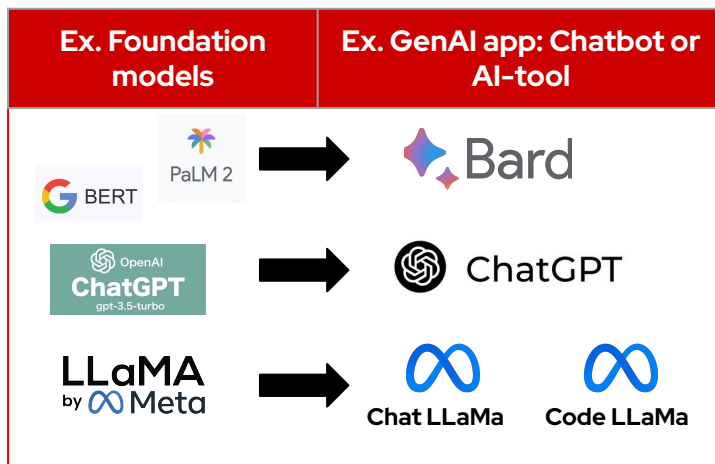 Ex. Foundation
models
Ex. GenAI app: Chatbot or
AI-tool
PaLM 2
BERT
Bard
OpenAI
ChatGPT
gpt-3.5-turbo
ChatGPT
LLaMA
by Meta
Chat LLaMa
Code LLaMa